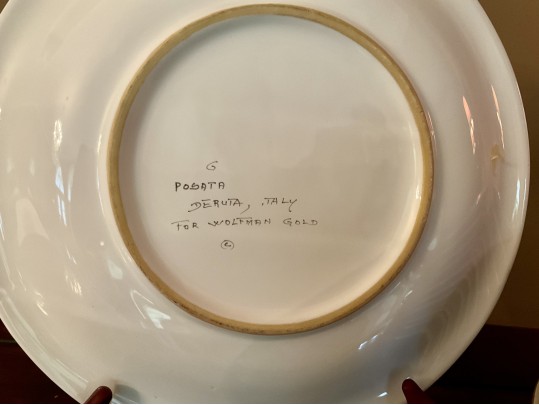 G
POSATA
DERUTA, ITALY
FOR WOLFMAN GOLD
R